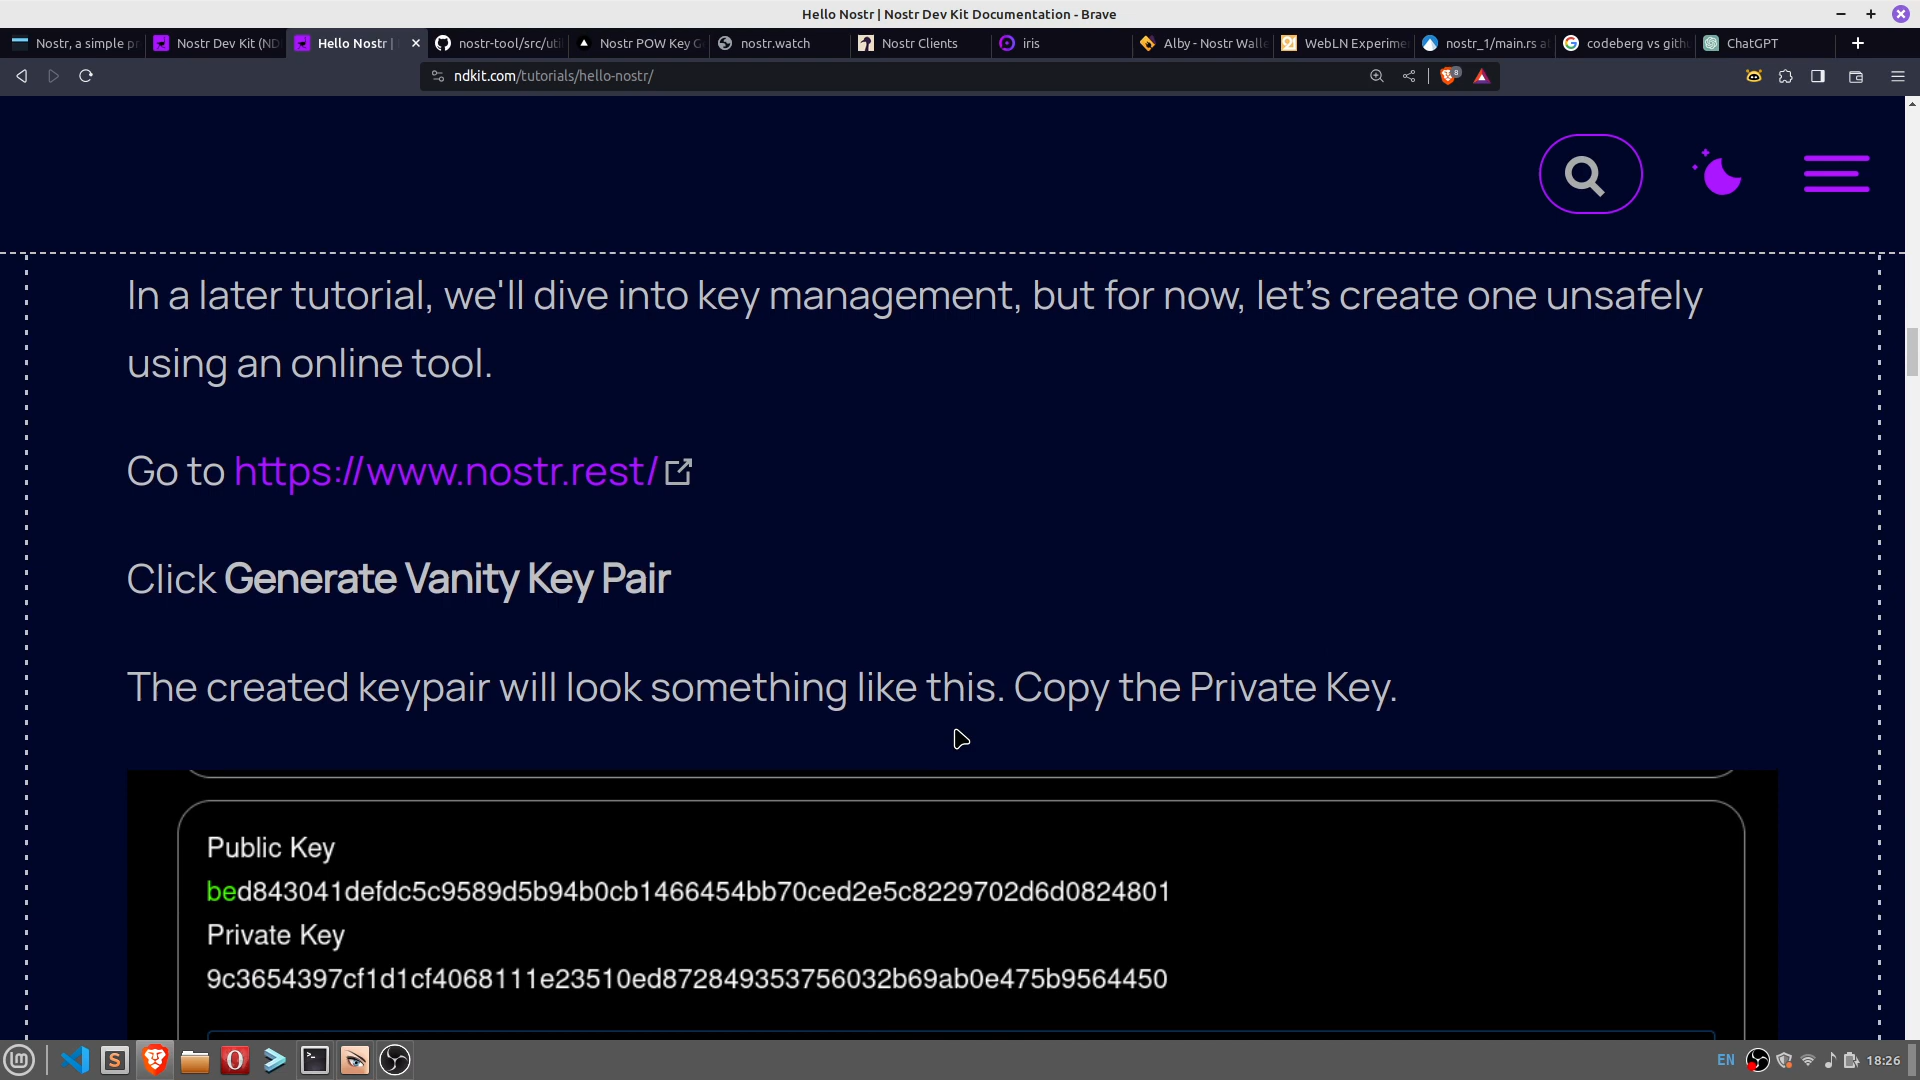 Hello Nostr | Nostr Dev Kit Documentation - Brave
Nostr, a simple pr
Nostr Dev Kit (ND
Hello Nostr |
nostr-tool/src/uti
Nostr POW Key G
nostr.watch
Nostr Clients
iris
Alby - Nostr Walle
WebLN Experime
nostr_1/main.rs a
codeberg vs gith
ChatGPT
ndkit.com/tutorials/hello-nostr/
8
In a later tutorial, we'll dive into key management, but for now, let's create one unsafely
using an online tool.
Go to https://www.nostr.rest/
Click Generate Vanity Key Pair
The created keypair will look something like this. Copy the Private Key.
Public Key
bed843041defdc5c9589d5b94b0cb1466454bb70ced2e5c8229702d6d0824801
Private Key
9c3654397cf1d1cf4068111e23510ed872849353756032b69ab0e475b9564450
EN
18:26